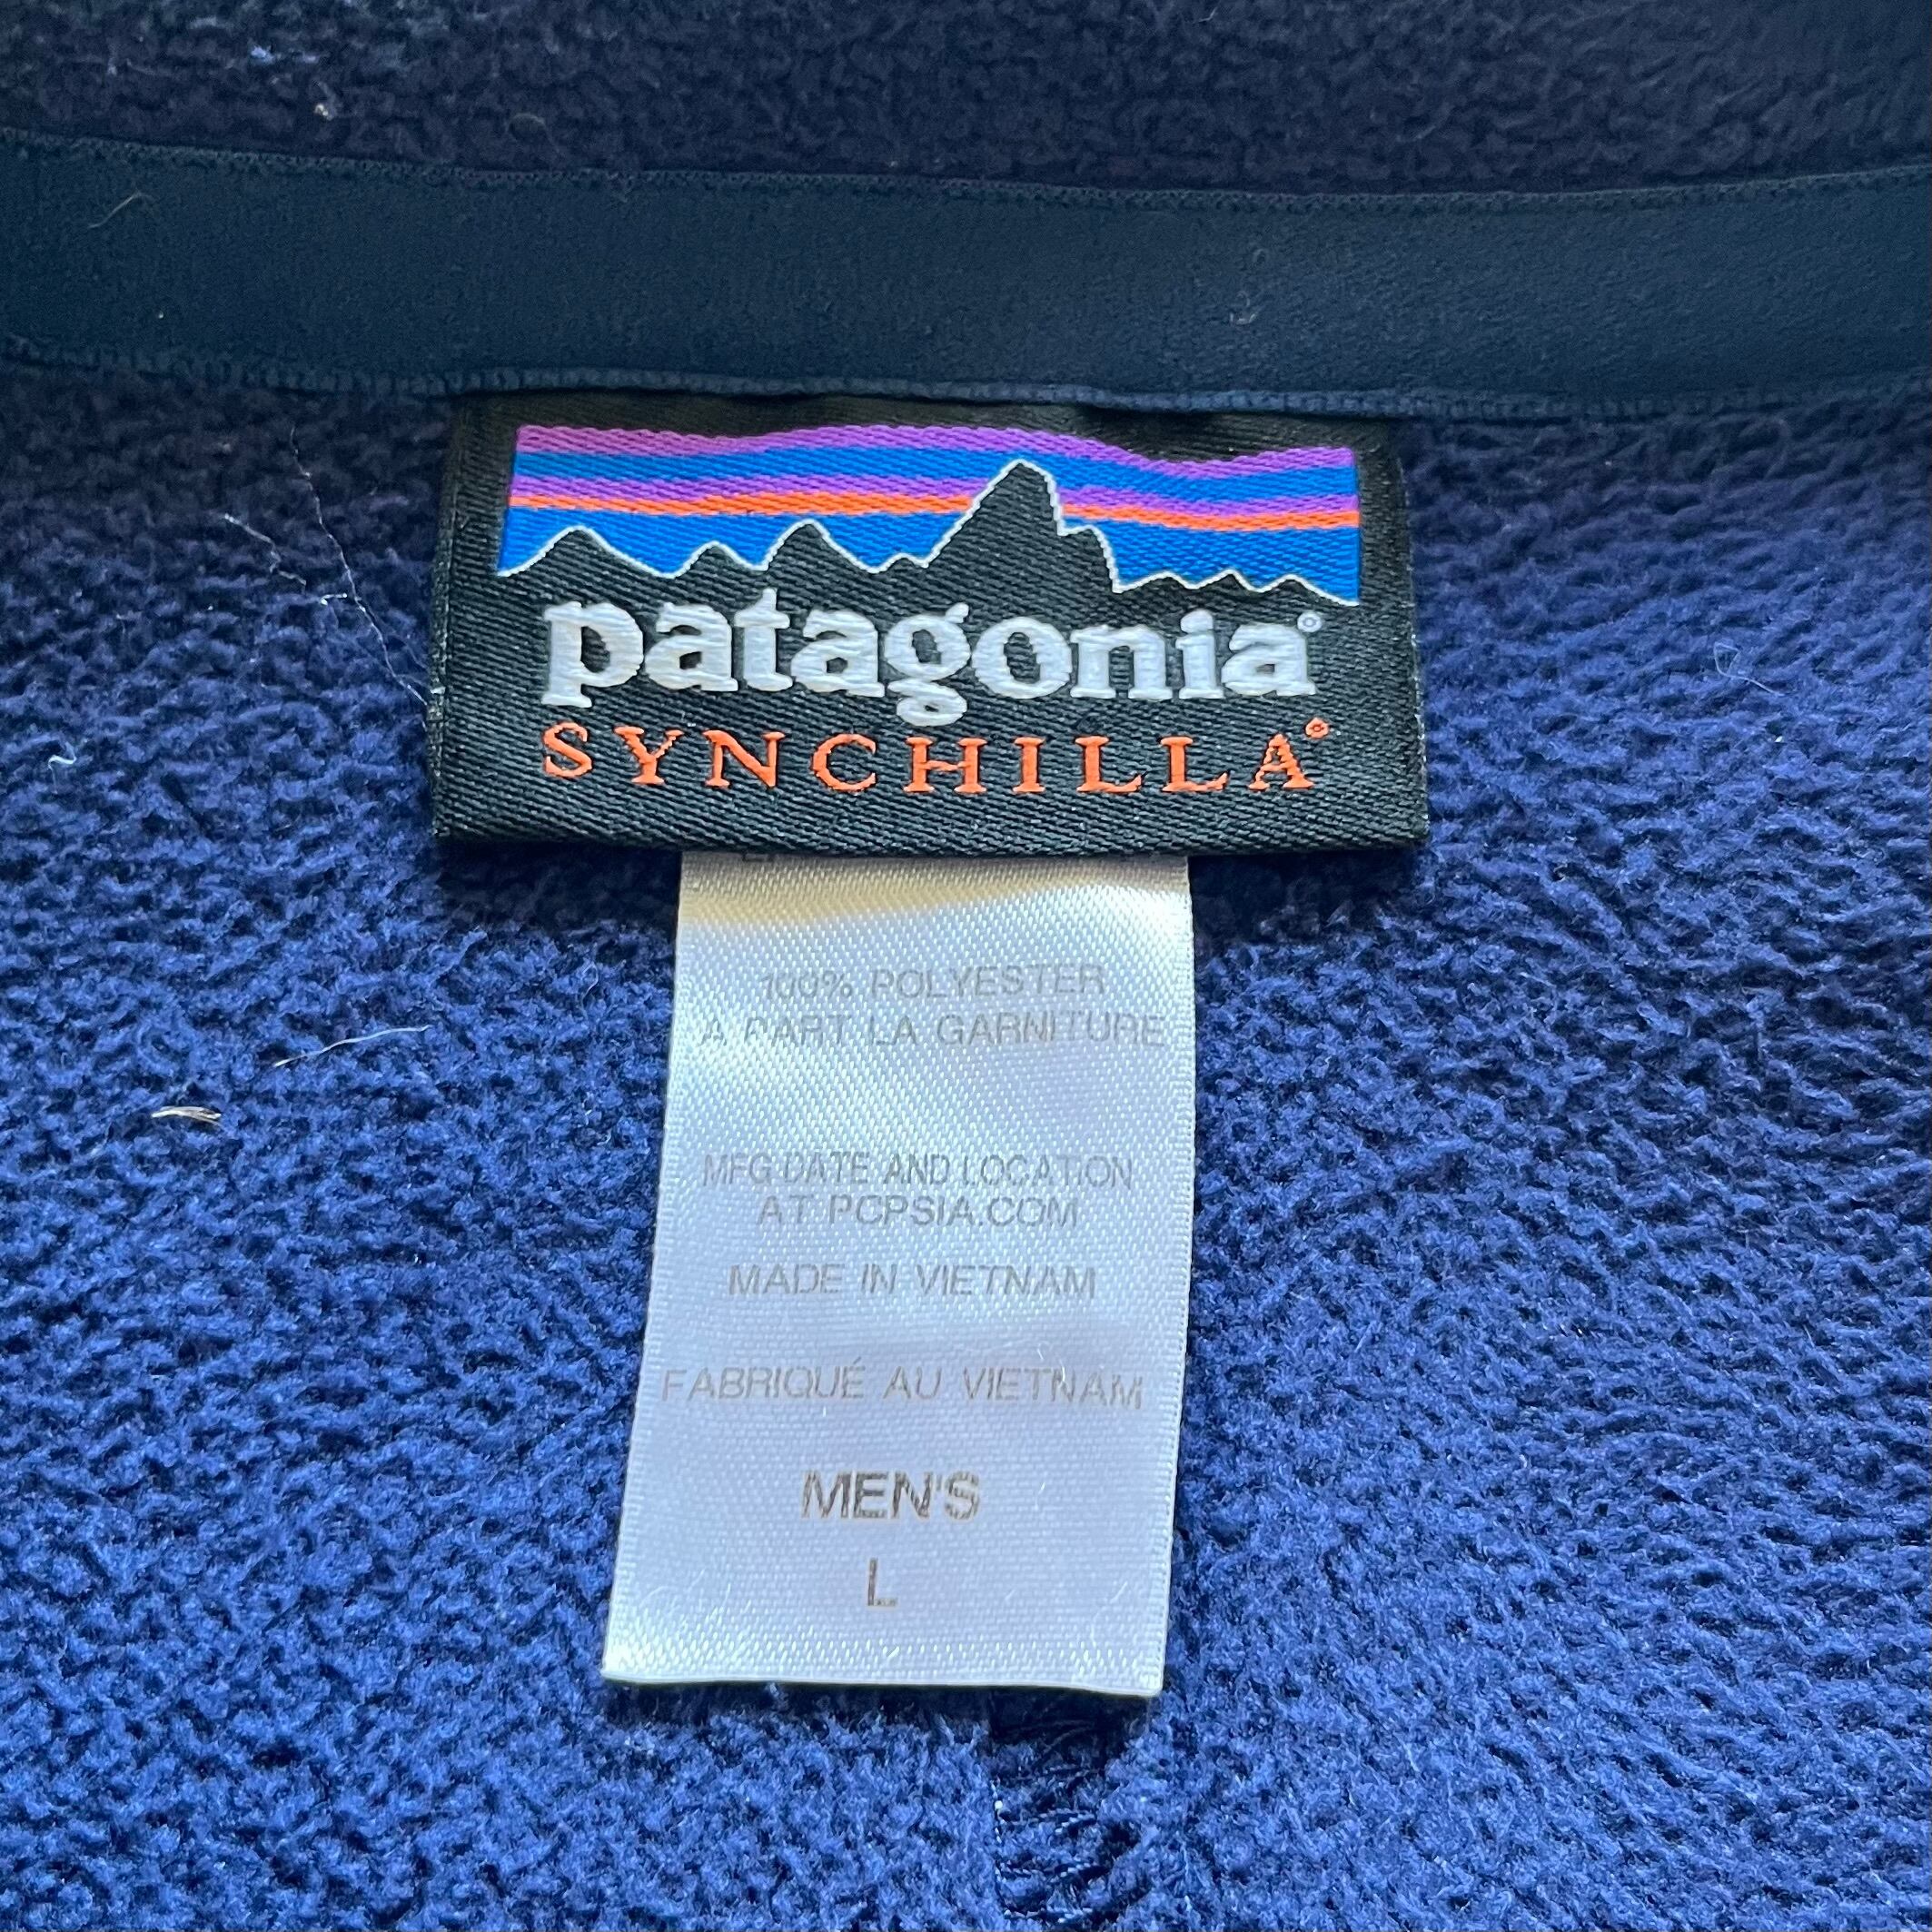 patagonia®
SYNCHILLA®
100% POLYESTER
A PART LA GARNITURE
MFG DATE AND LOCATION
AT PCPSIA.COM
MADE IN VIETNAM
FABRIQUÉ AU VIETNAM
MEN'S
L